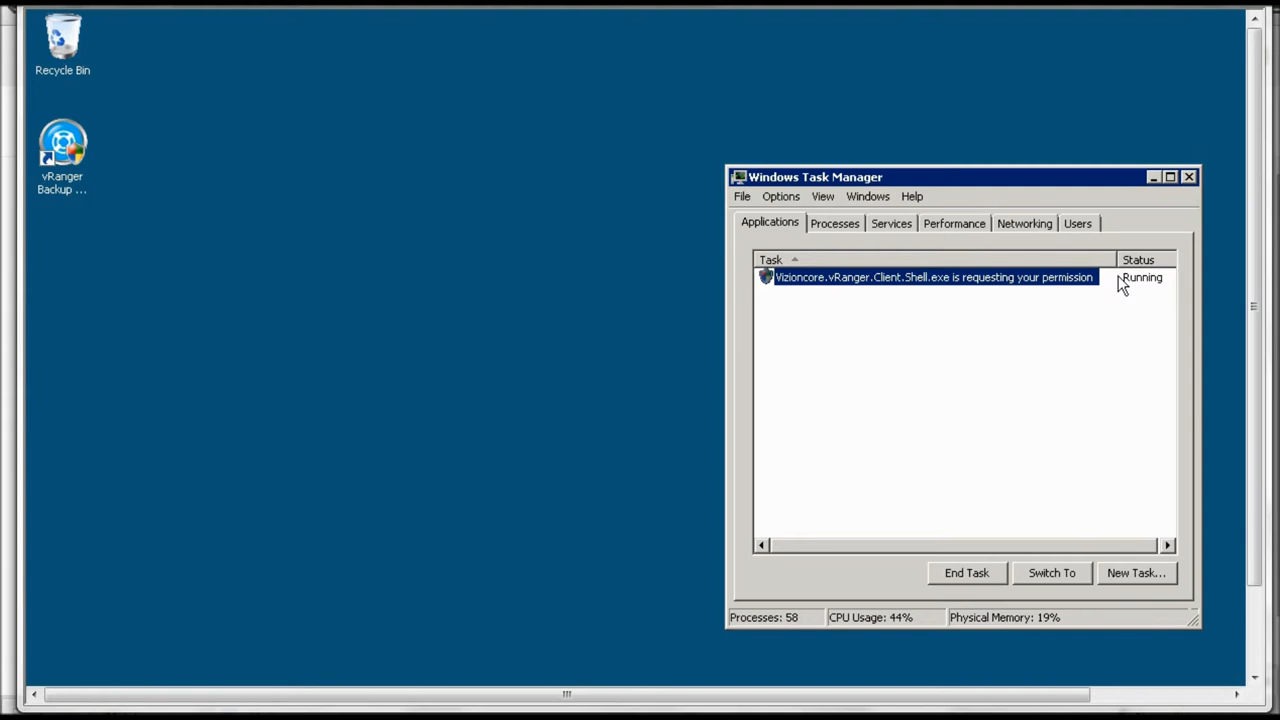 Recycle Bin
vRanger
Backup ...
Windows Task Manager
File Options View Windows Help
Applications Processes Services Performance Networking Users
Task Status
Vizioncore.vRanger.Client.Shell.exe is requesting your permission Running
End Task Switch To New Task...
Processes: 58 CPU Usage: 44% Physical Memory: 19%